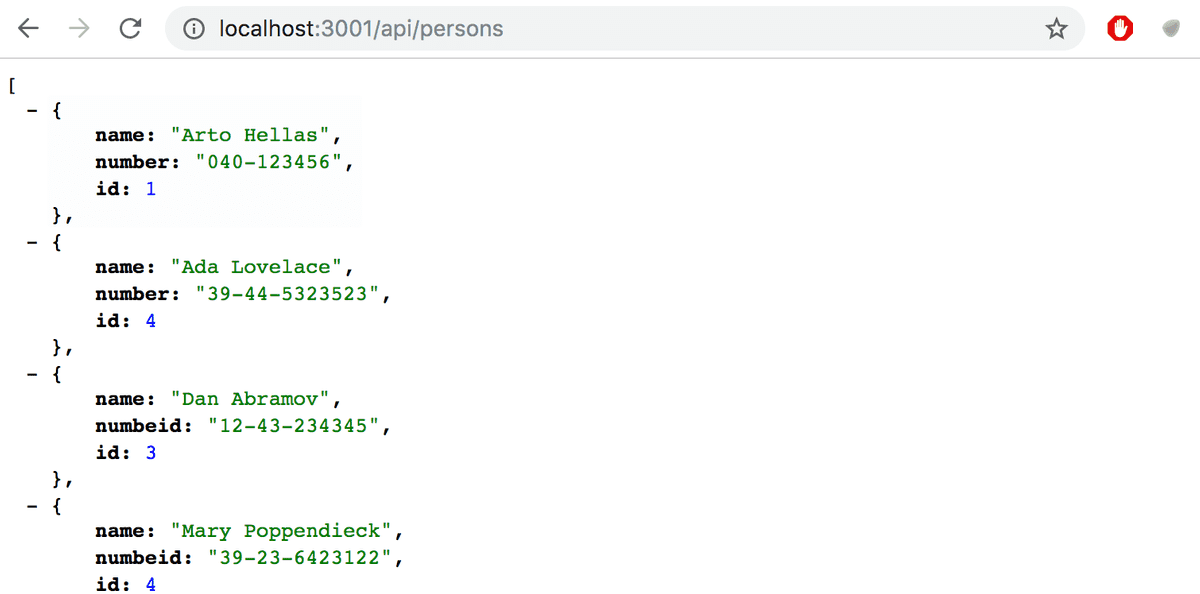 localhost:3001/api/persons
[
- {
name: "Arto Hellas",
number: "040-123456",
id: 1
},
- {
name: "Ada Lovelace",
number: "39-44-5323523",
id: 4
},
- {
name: "Dan Abramov",
numbeid: "12-43-234345",
id: 3
},
- {
name: "Mary Poppendieck",
numbeid: "39-23-6423122",
id: 4